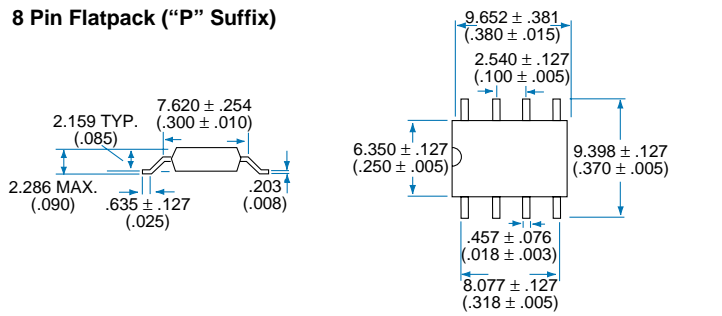 8 Pin Flatpack (“P” Suffix)
9.652 ± .381
(.380 ± .015)
2.540 ± .127
(.100 ± .005)
7.620 ± .254
(.300 ± .010)
2.159 TYP.
(.085)
6.350 ± .127
(.250 ± .005)
9.398 ± .127
(.370 ± .005)
2.286 MAX.
(.090)
.635 ± .127
(.025)
.203
(.008)
.457 ± .076
(.018 ± .003)
8.077 ± .127
(.318 ± .005)